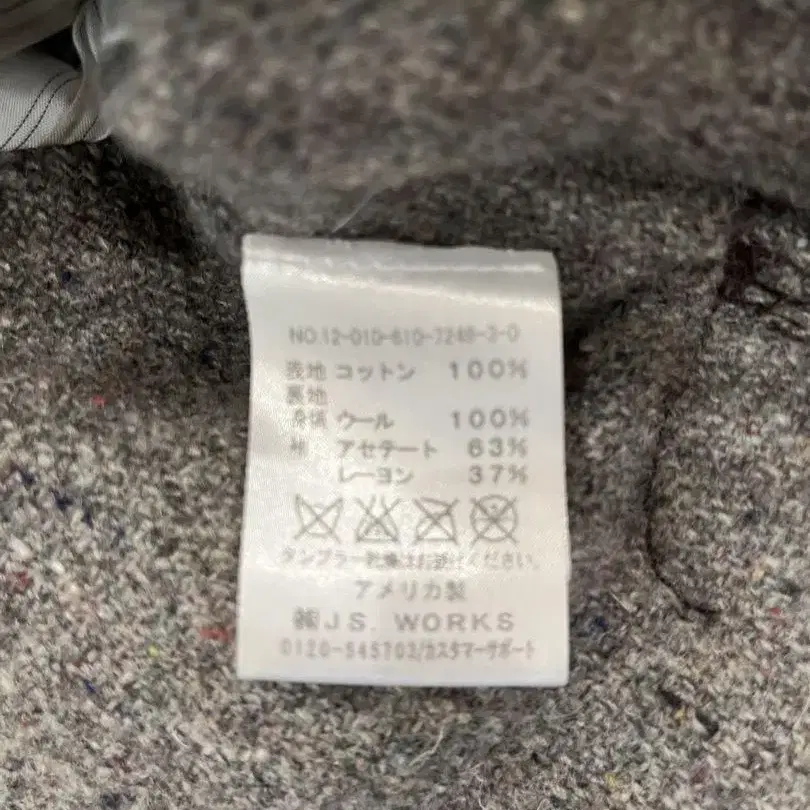 NO.12-010-610-7248-3-0
表地 コットン 100%
裏地
身頃 ウール 100%
袖 アセテート 63%
レーヨン 37%
タンブラー乾燥はお避けください。
アメリカ製
㈱J.S. WORKS
0120-545703/カスタマーサポート